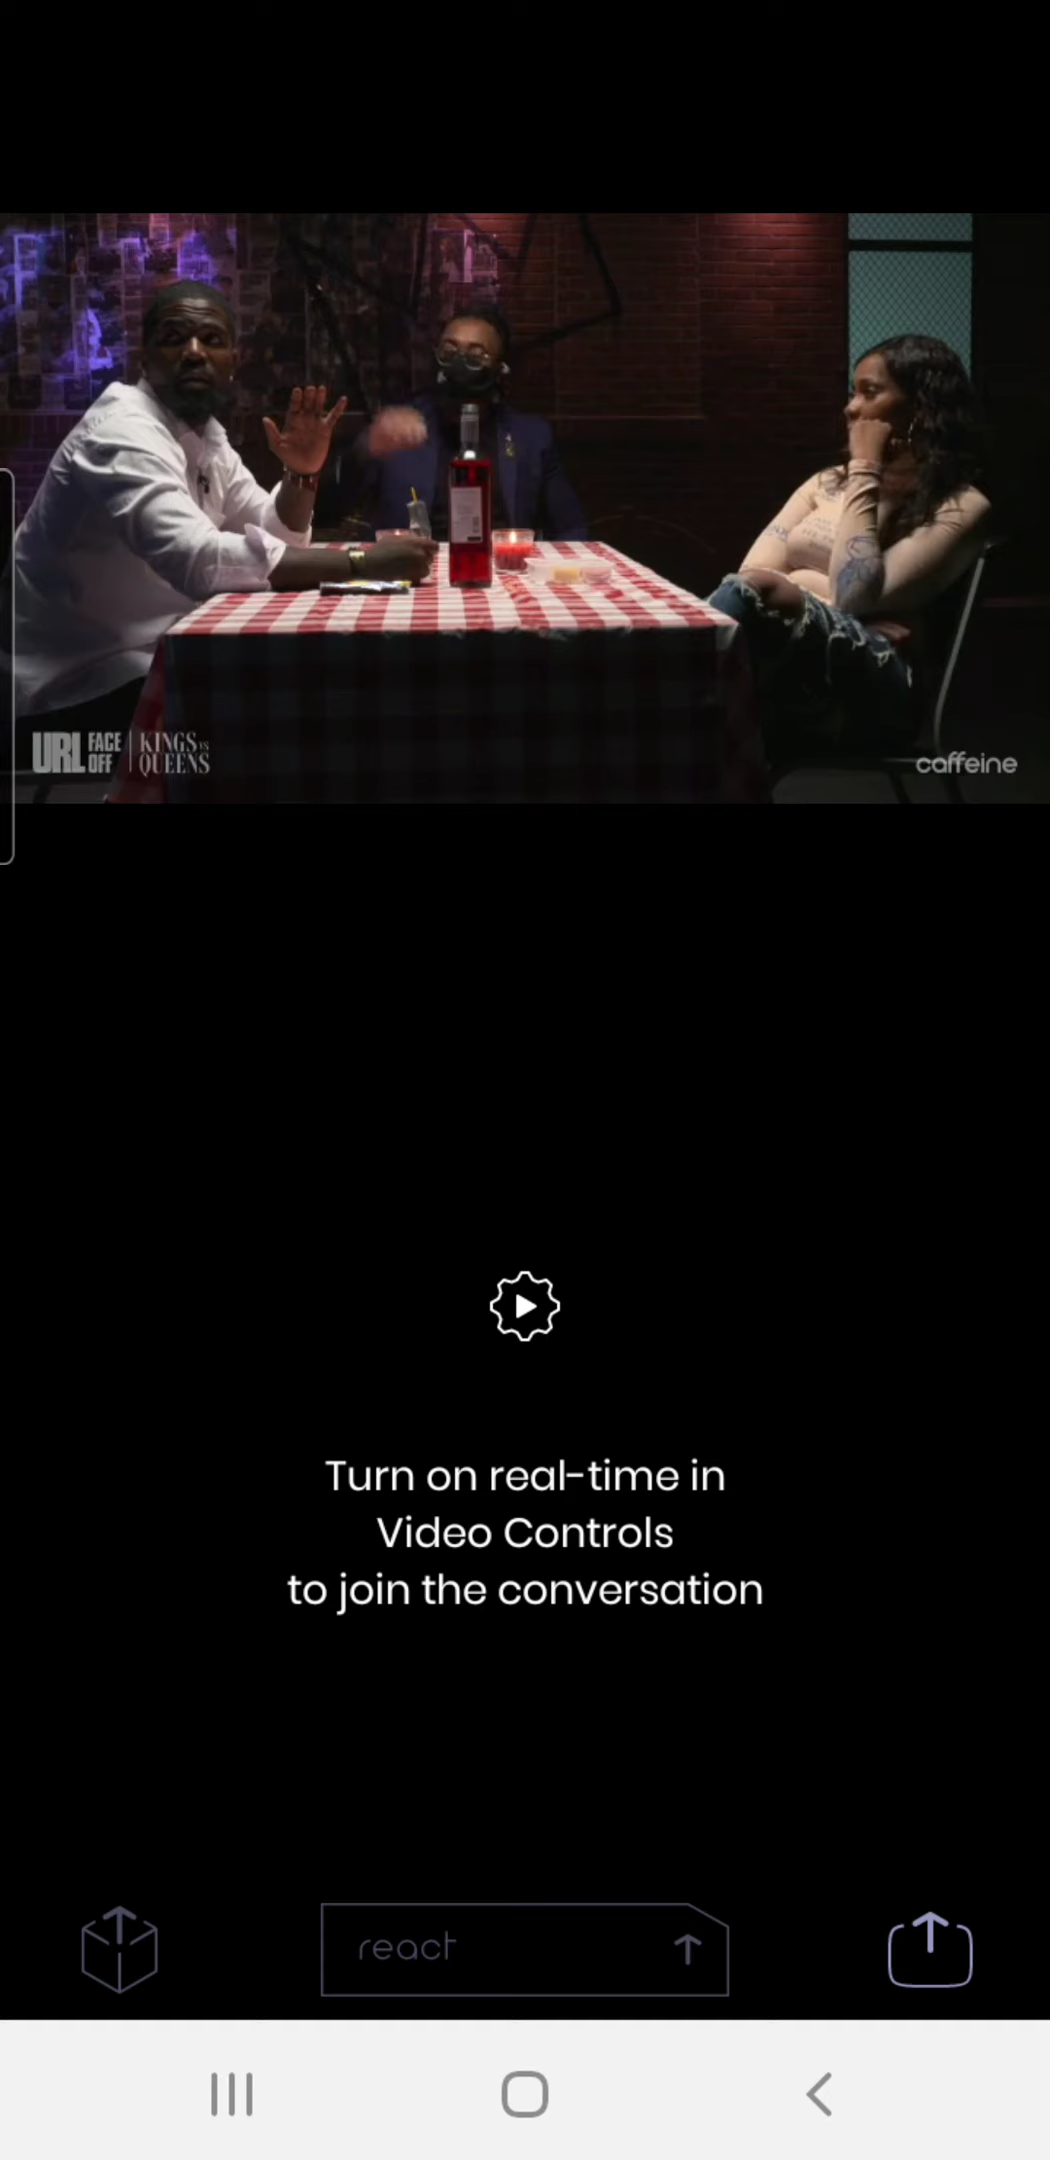 URL FACE OFF | KINGS VS QUEENS
caffeine
Turn on real-time in
Video Controls
to join the conversation
react